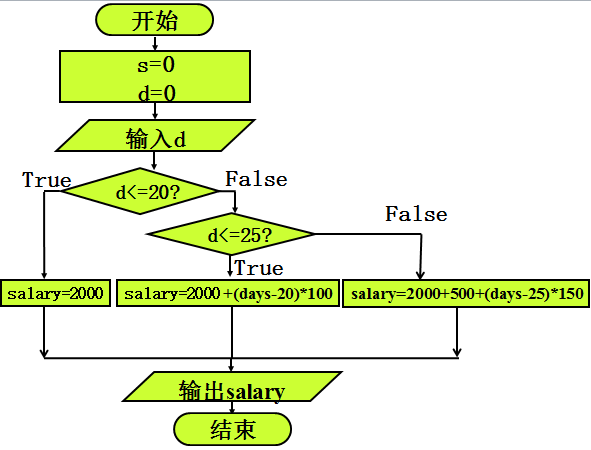 开始
s=0
d=0
输入d
True
d<=20?
False
d<=25?
False
True
salary=2000
salary=2000+(days-20)*100
salary=2000+500+(days-25)*150
输出salary
结束